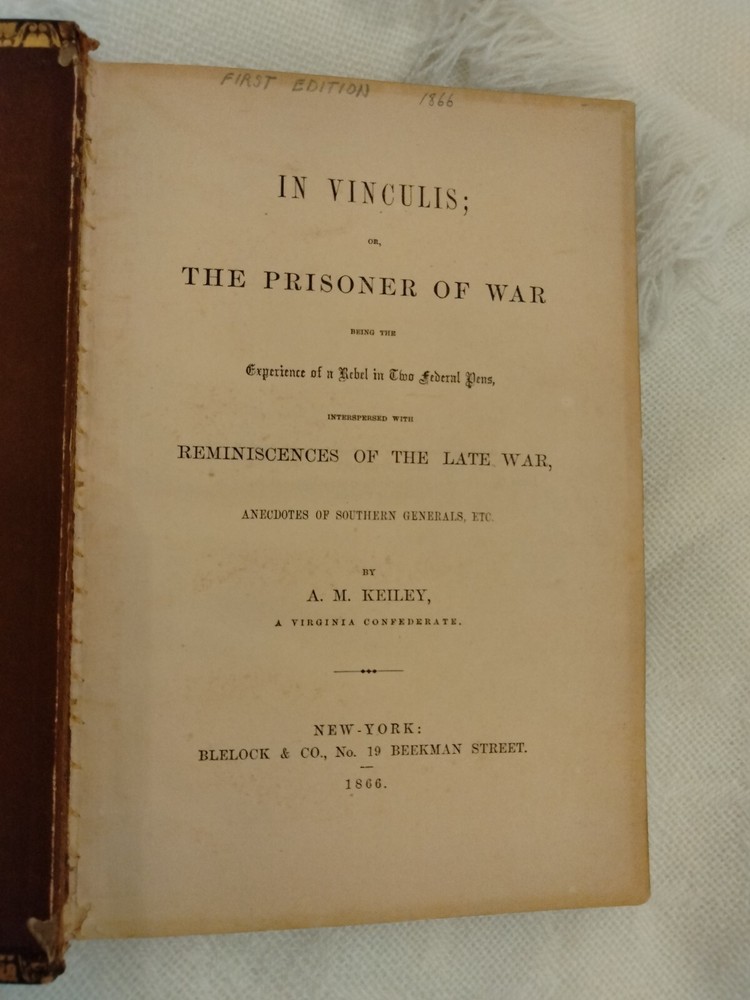 FIRST EDITION 1866
IN VINCULIS;
OR,
THE PRISONER OF WAR
BEING THE
Experience of a Rebel in Two Federal Pens,
INTERSPERSED WITH
REMINISCENCES OF THE LATE WAR,
ANECDOTES OF SOUTHERN GENERALS, ETC.
BY
A. M. KEILEY,
A VIRGINIA CONFEDERATE.
NEW-YORK:
BLELOCK & CO., No. 19 BEEKMAN STREET.
1866.